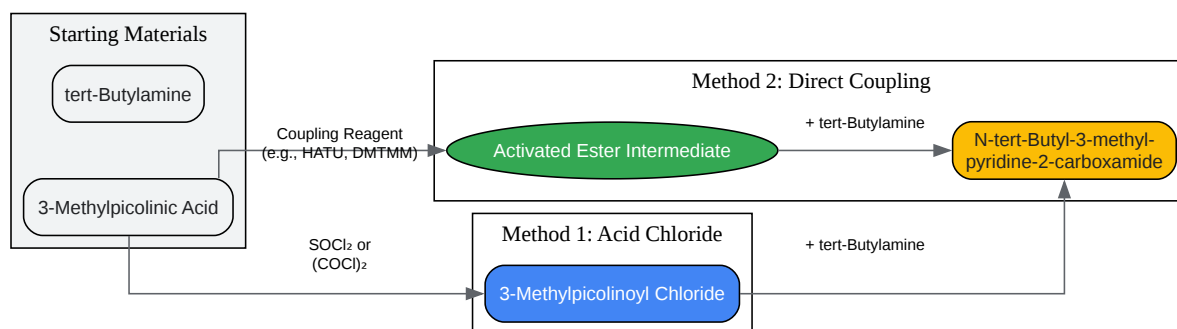 Starting Materials
tert-Butylamine
3-Methylpicolinic Acid
Coupling Reagent
(e.g., HATU, DMTMM)
Method 2: Direct Coupling
Activated Ester Intermediate
+ tert-Butylamine
N-tert-Butyl-3-methyl-
pyridine-2-carboxamide
SOCl₂ or
(COCl)₂
Method 1: Acid Chloride
3-Methylpicolinoyl Chloride
+ tert-Butylamine